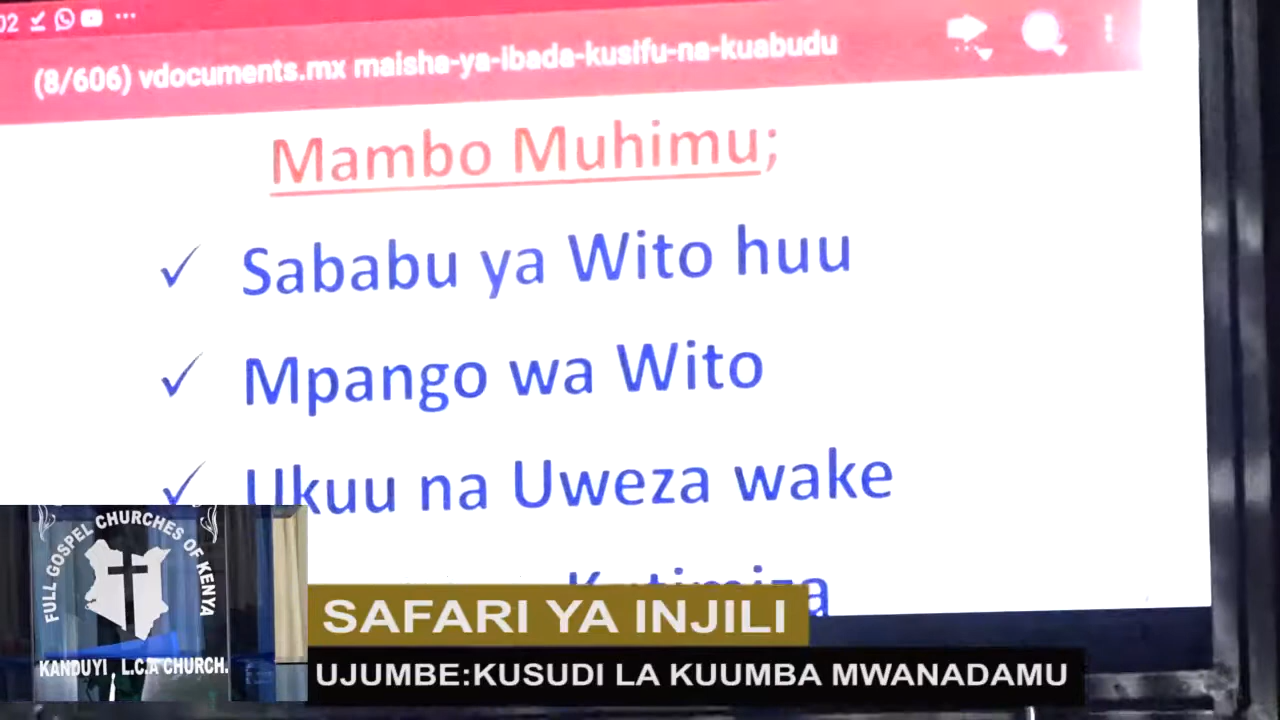 02
(8/606) vdocuments.mx maisha-ya-ibada-kusifu-na-kuabudu
Mambo Muhimu;
✓ Sababu ya Wito huu
✓ Mpango wa Wito
✓ Ukuu na Uweza wake
Kutimiza
FULL GOSPEL CHURCHES OF KENYA
KANDUYI L.C.A CHURCH.
SAFARI YA INJILI
UJUMBE:KUSUDI LA KUUMBA MWANADAMU